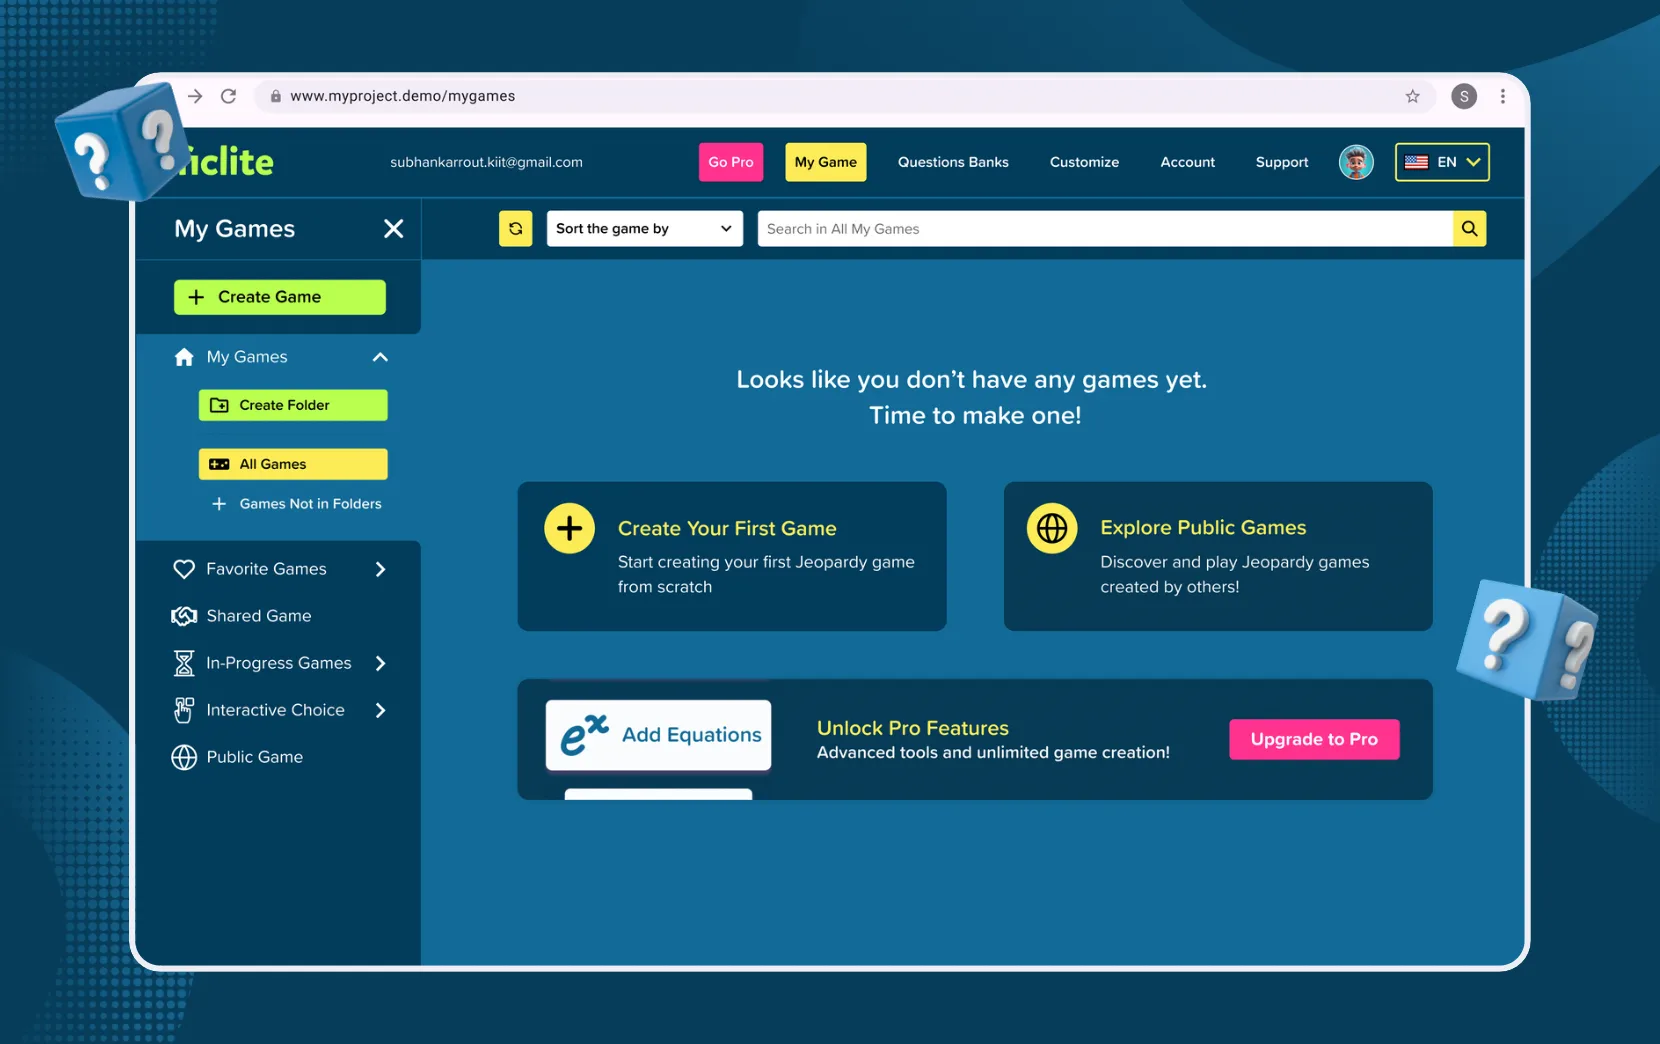 www.myproject.demo/mygames
S
subhankarrout.kiit@gmail.com
Go Pro
My Game
Questions Banks
Customize
Account
Support
EN
My Games
Sort the game by
Search in All My Games
Create Game
My Games
Create Folder
All Games
Games Not in Folders
Favorite Games
Shared Game
In-Progress Games
Interactive Choice
Public Game
Looks like you don’t have any games yet.
Time to make one!
Create Your First Game
Start creating your first Jeopardy game
from scratch
Explore Public Games
Discover and play Jeopardy games
created by others!
eˣ Add Equations
Unlock Pro Features
Advanced tools and unlimited game creation!
Upgrade to Pro
? ?
? ?